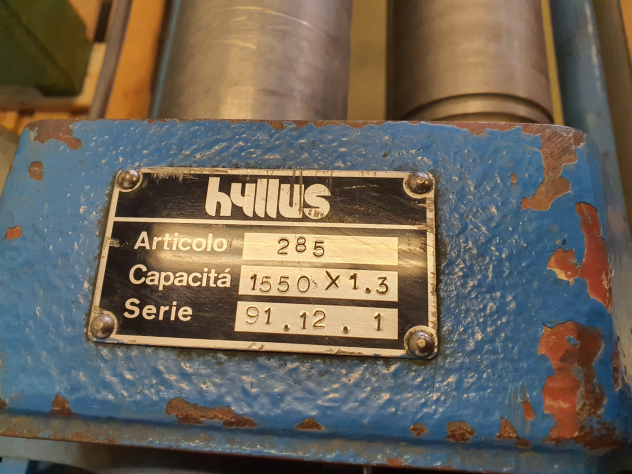 hyllus
Articolo 285
Capacitá 1550 X 1.3
Serie 91.12.1